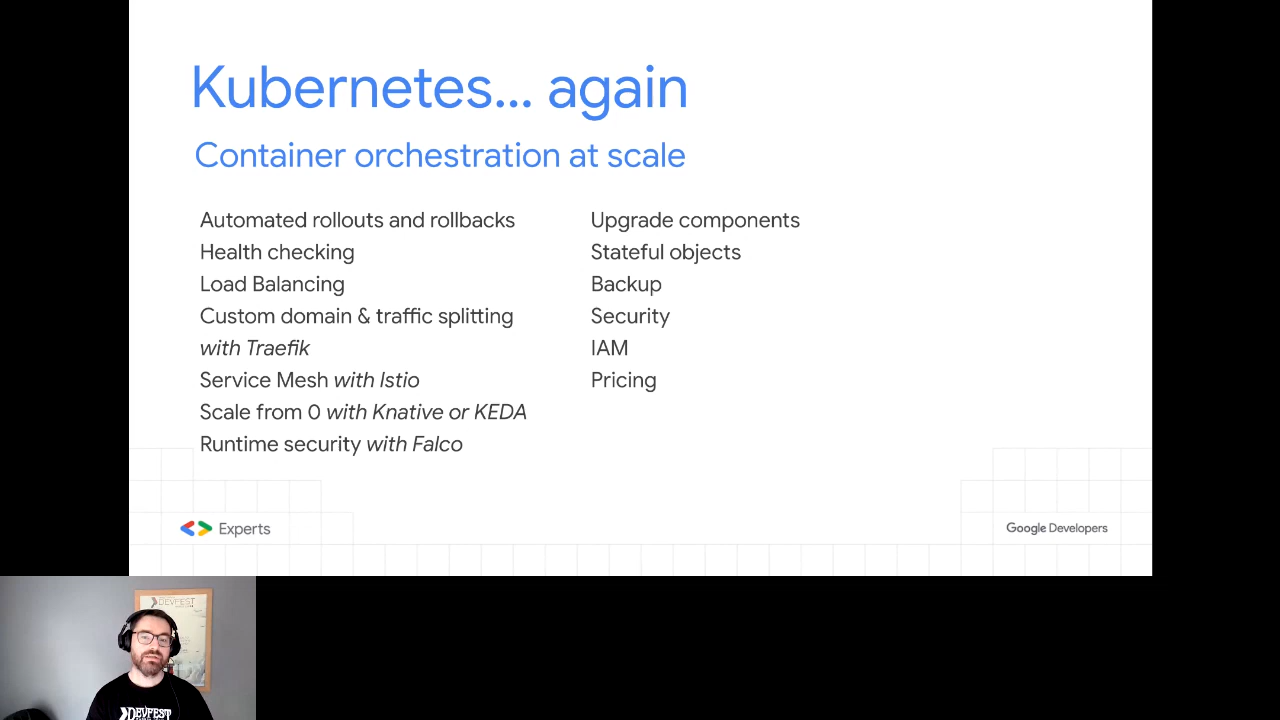 Kubernetes... again
Container orchestration at scale
Automated rollouts and rollbacks
Health checking
Load Balancing
Custom domain & traffic splitting
with Traefik
Service Mesh with Istio
Scale from 0 with Knative or KEDA
Runtime security with Falco
Upgrade components
Stateful objects
Backup
Security
IAM
Pricing
Experts
Google Developers
DEVFEST
DEVFEST